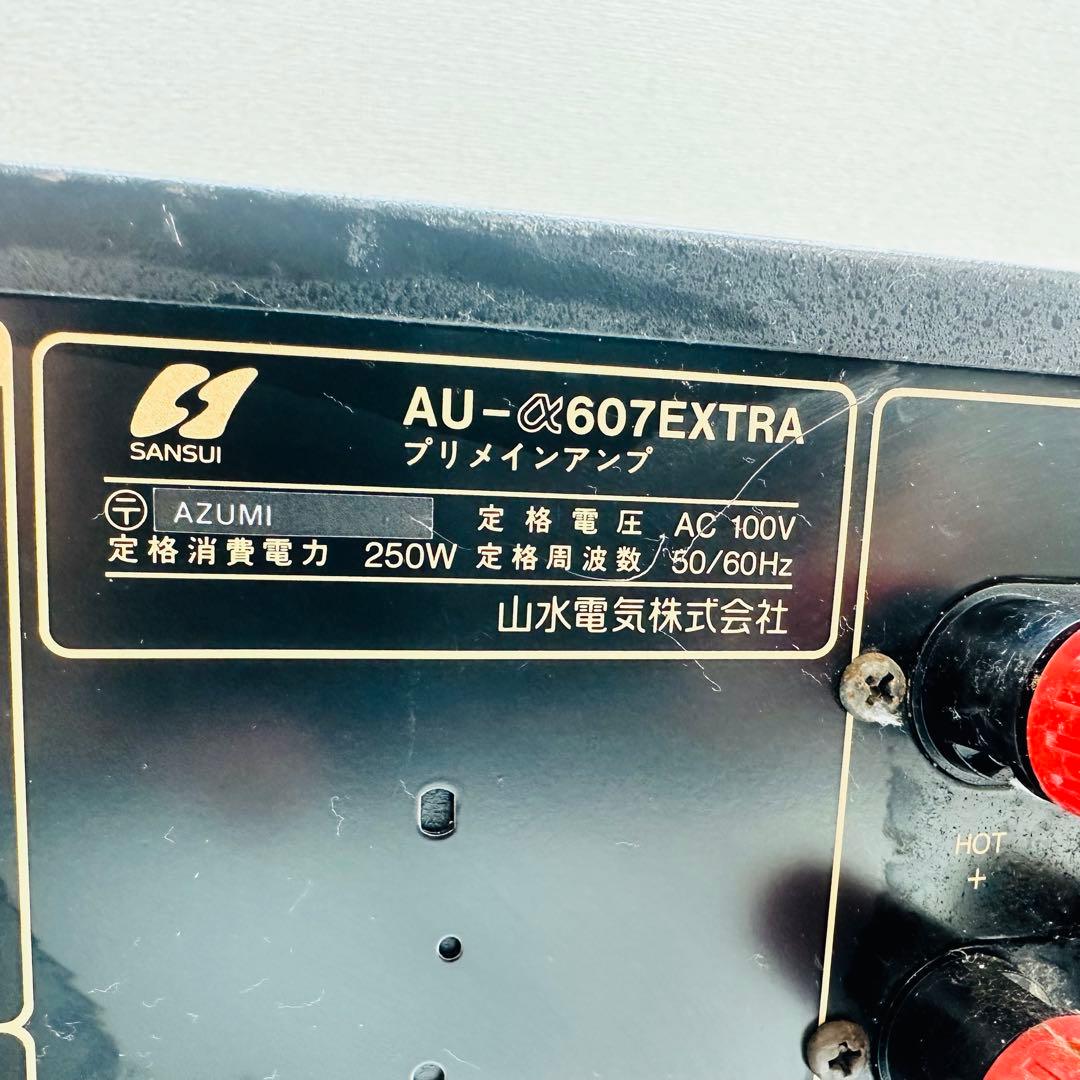 SANSUI
AU-α607EXTRA
プリメインアンプ
〒 AZUMI
定格電圧 AC 100V
定格消費電力 250W
定格周波数 50/60Hz
山水電気株式会社
HOT
+